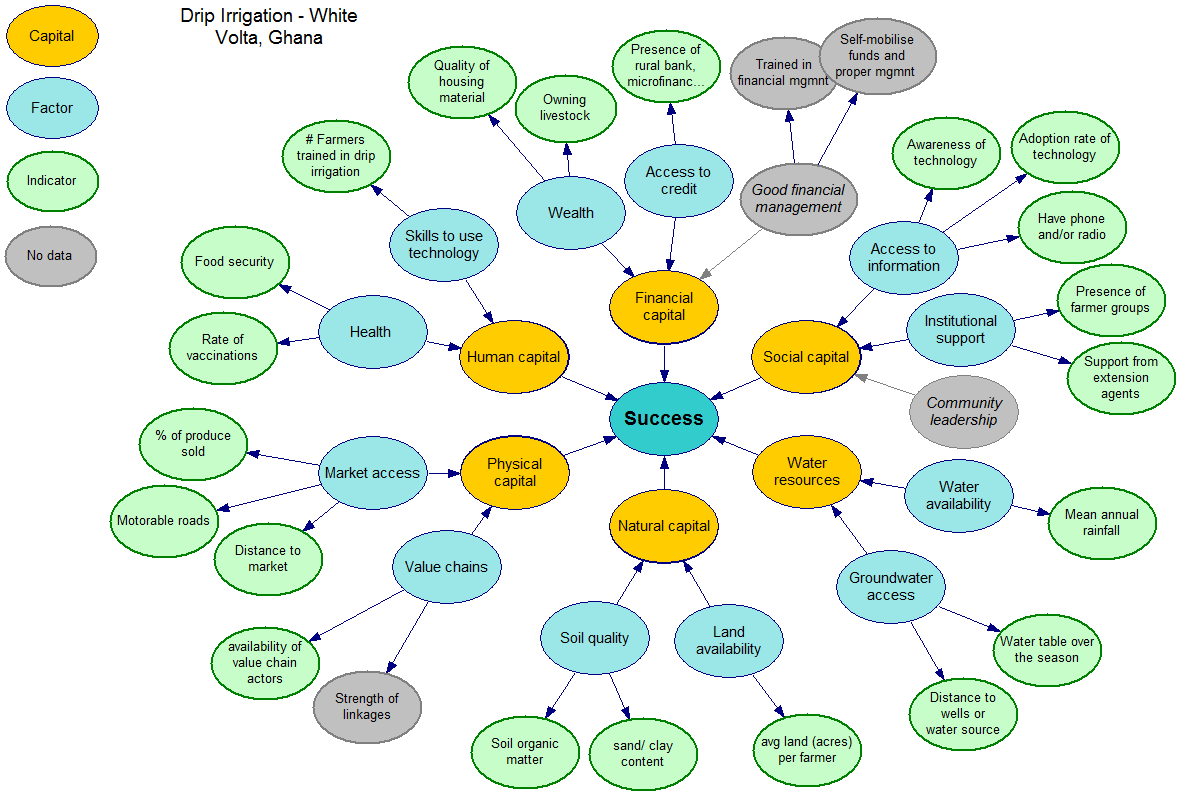 Drip Irrigation - White
Volta, Ghana
Capital
Factor
Indicator
No data
Quality of
housing
material
Owning
livestock
Presence of
rural bank,
microfinanc...
Trained in
financial mgmnt
Self-mobilise
funds and
proper mgmnt
# Farmers
trained in drip
irrigation
Wealth
Access to
credit
Good financial
management
Awareness of
technology
Adoption rate of
technology
Have phone
and/or radio
Skills to use
technology
Access to
information
Food security
Health
Rate of
vaccinations
Human capital
Financial
capital
Social capital
Institutional
support
Presence of
farmer groups
Support from
extension
agents
Community
leadership
Success
% of produce
sold
Market access
Motorable roads
Distance to
market
Physical
capital
Natural capital
Water
resources
Water
availability
Mean annual
rainfall
Value chains
availability of
value chain
actors
Strength of
linkages
Soil quality
Land
availability
Groundwater
access
Water table over
the season
Distance to
wells or
water source
Soil organic
matter
sand/ clay
content
avg land (acres)
per farmer